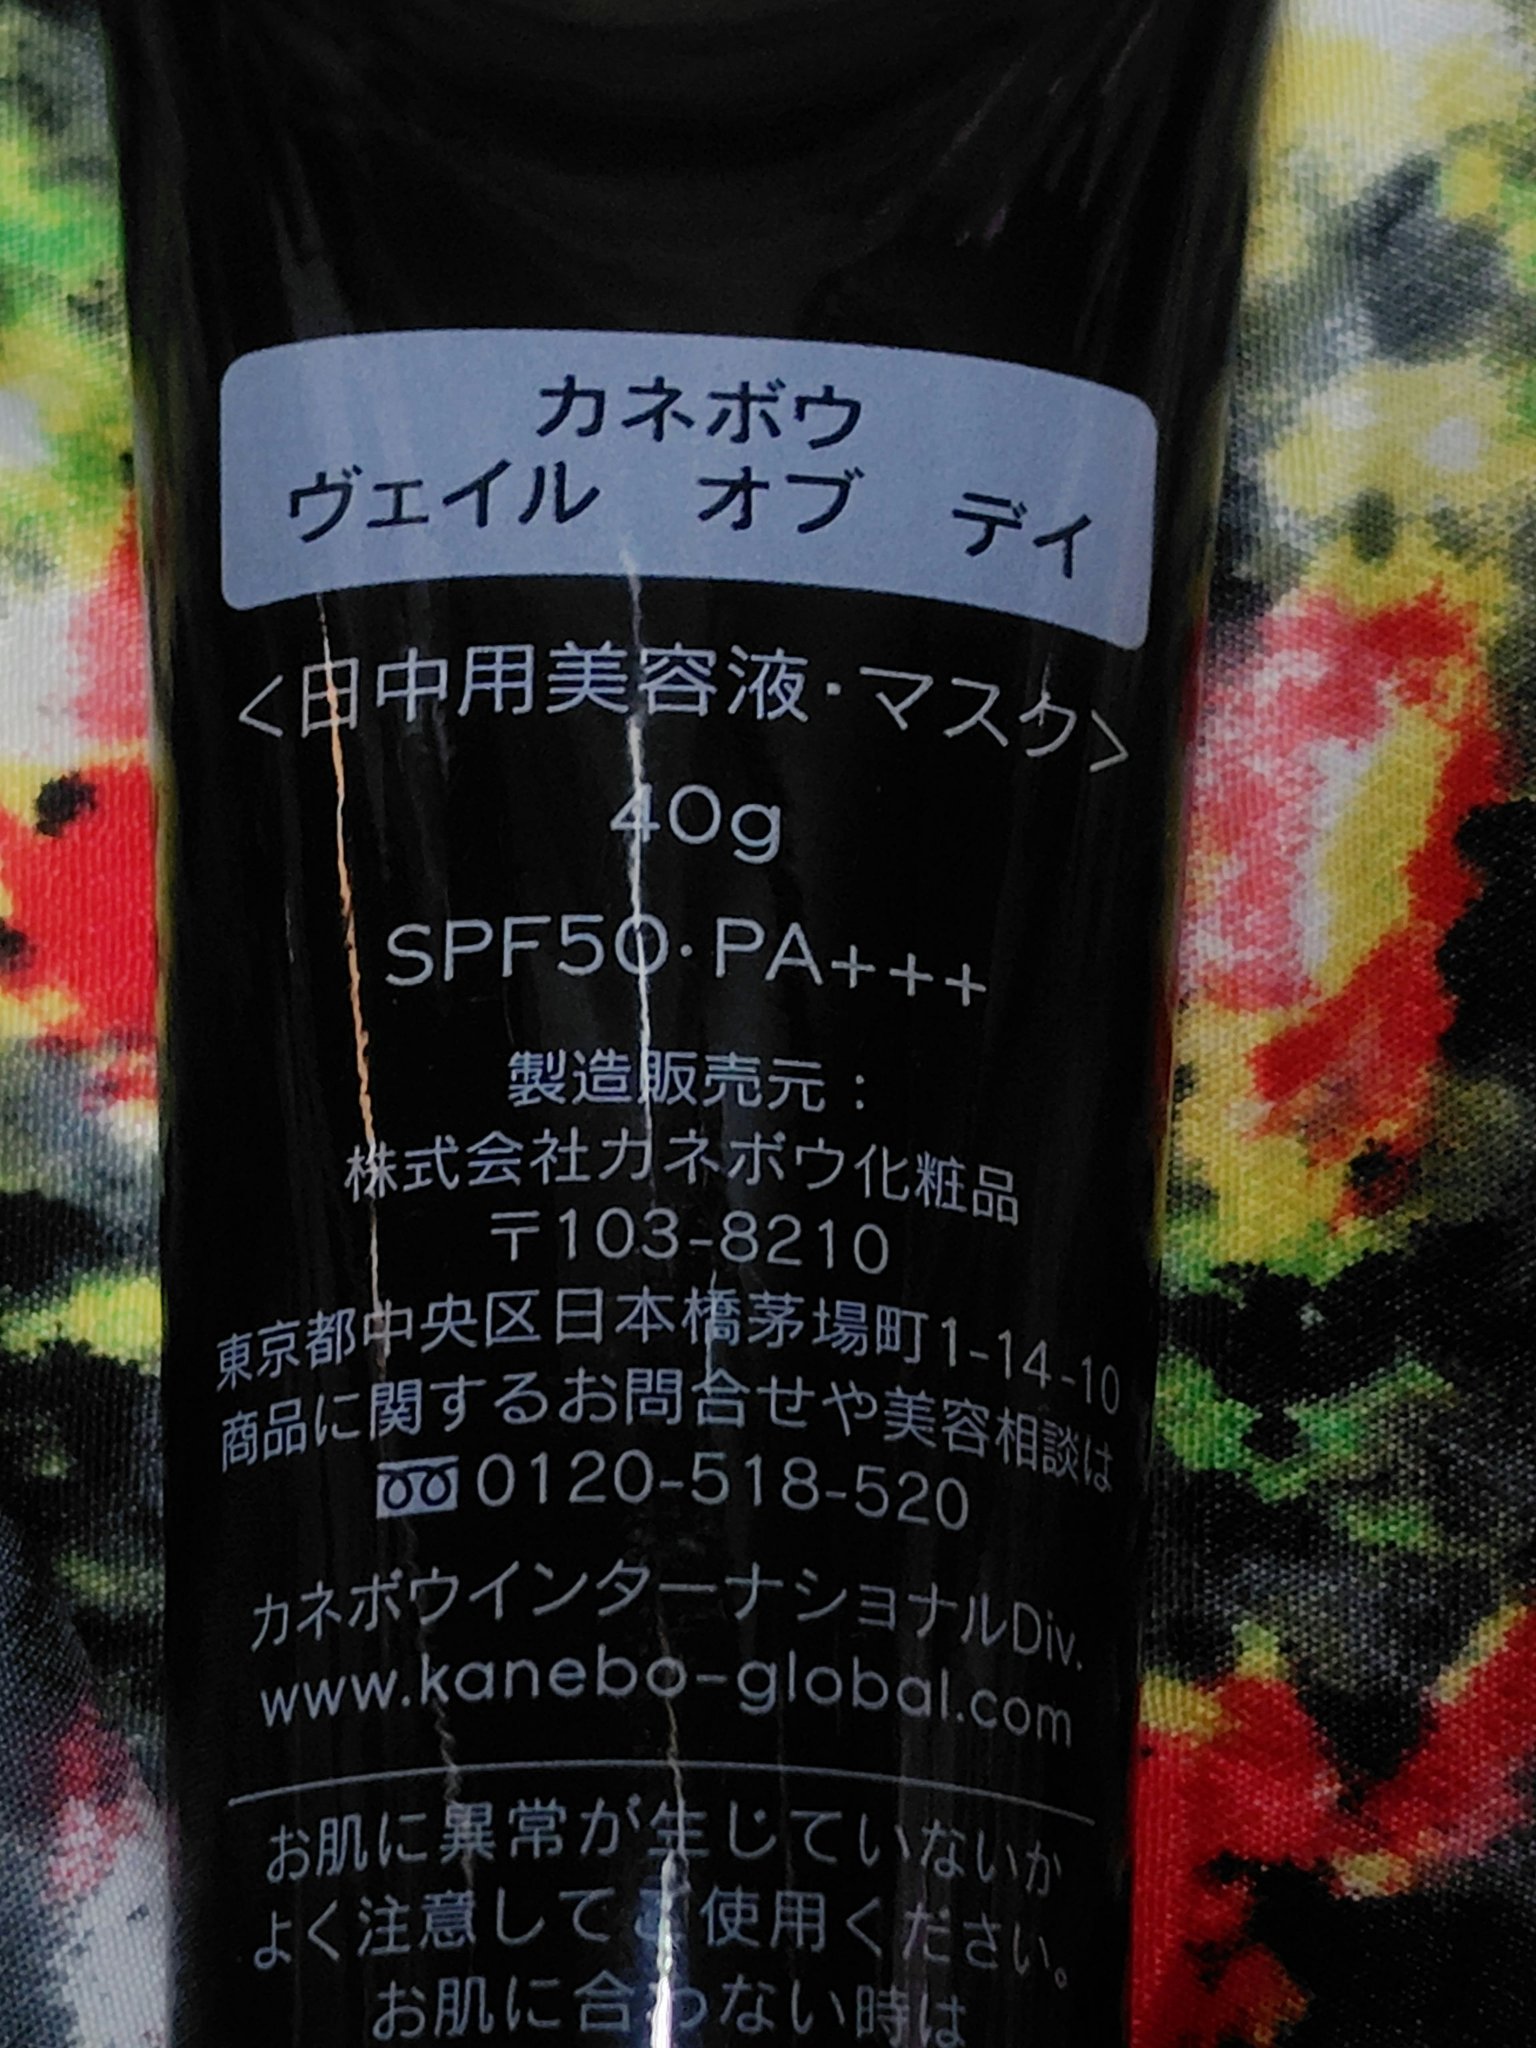 カネボウ
ヴェイル オブ デイ
<日中用美容液・マスク>
40g
SPF50・PA+++
製造販売元：
株式会社カネボウ化粧品
〒103-8210
東京都中央区日本橋茅場町1-14-10
商品に関するお問合せや美容相談は
0120-518-520
カネボウインターナショナルDiv.
www.kanebo-global.com
お肌に異常が生じていないか
よく注意してご使用ください。
お肌に合わない時は